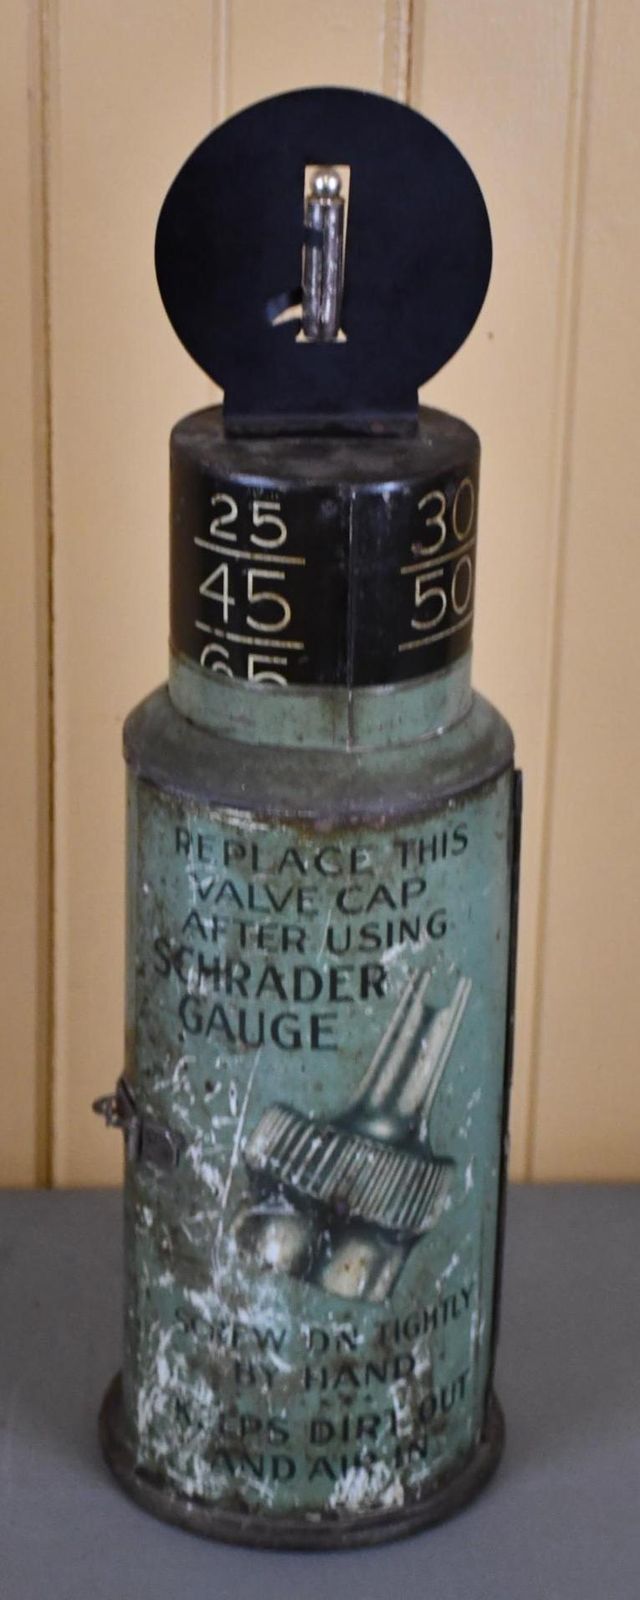 25 30
45 50
65
REPLACE THIS
VALVE CAP
AFTER USING
SCHRADER
GAUGE
SCREW ON TIGHTLY
BY HAND
KEEPS DIRT OUT
AND AIR IN